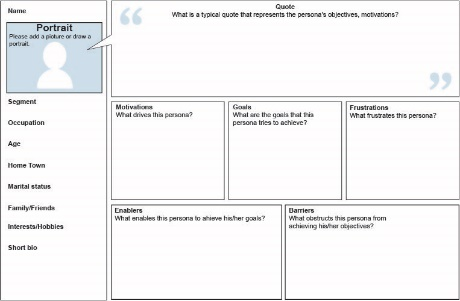 Name
Portrait
Please add a picture or draw a
portrait.
Segment
Occupation
Age
Home Town
Marital status
Family/Friends
Interests/Hobbies
Short bio
Quote
What is a typical quote that represents the persona's objectives, motivations?
“
”
Motivations
What drives this persona?
Goals
What are the goals that this
persona tries to achieve?
Frustrations
What frustrates this persona?
Enablers
What enables this persona to ahieve his/her goals?
Barriers
What obstructs this persona from
achieving his/her objectives?